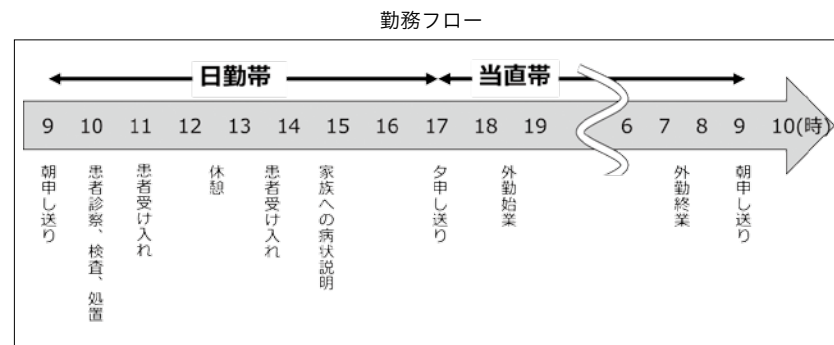 勤務フロー
日勤帯 当直帯
9 10 11 12 13 14 15 16 17 18 19 6 7 8 9 10(時)
朝申し送り
患者診察、検査、処置
患者受け入れ
休憩
患者受け入れ
家族への病状説明
夕申し送り
外勤始業
外勤終業
朝申し送り